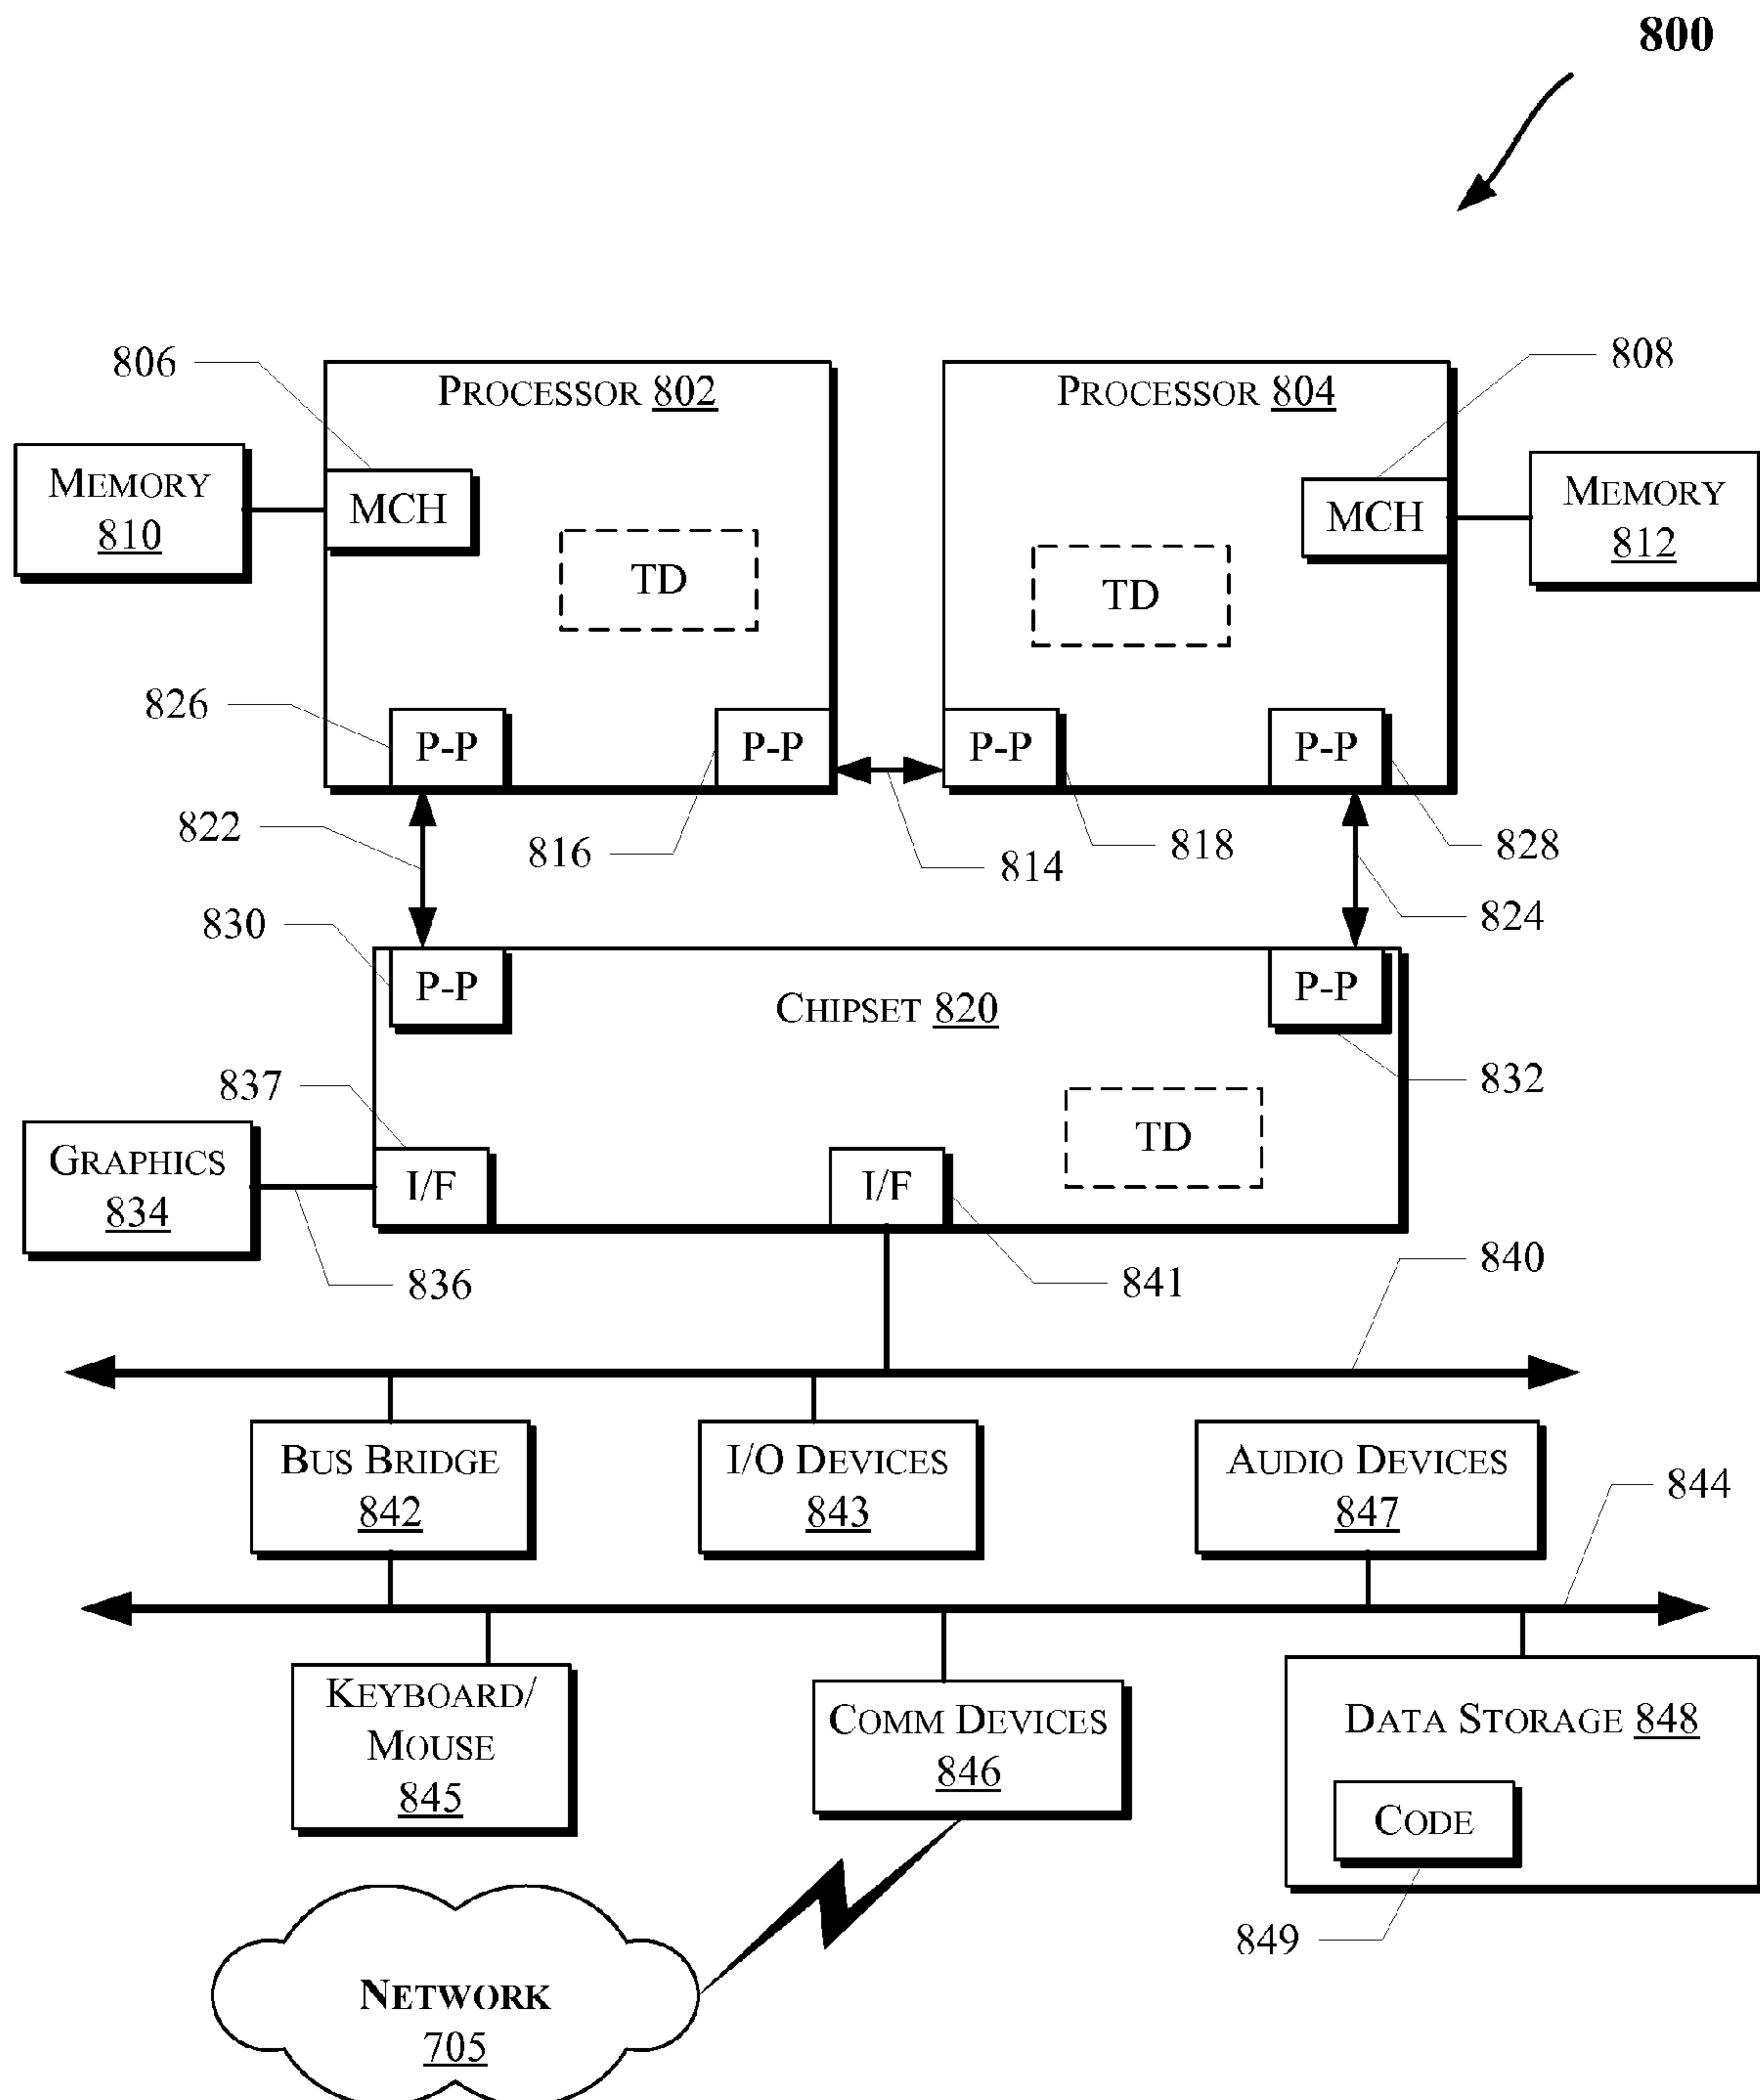 800
806
PROCESSOR 802
PROCESSOR 804
808
MEMORY
810
MCH
TD
TD
MCH
MEMORY
812
826
P-P
P-P
P-P
P-P
822
816
814
818
828
824
830
P-P
CHIPSET 820
P-P
832
837
TD
GRAPHICS
834
I/F
I/F
836
841
840
BUS BRIDGE
842
I/O DEVICES
843
AUDIO DEVICES
847
844
KEYBOARD/
MOUSE
845
COMM DEVICES
846
DATA STORAGE 848
CODE
849
NETWORK
705